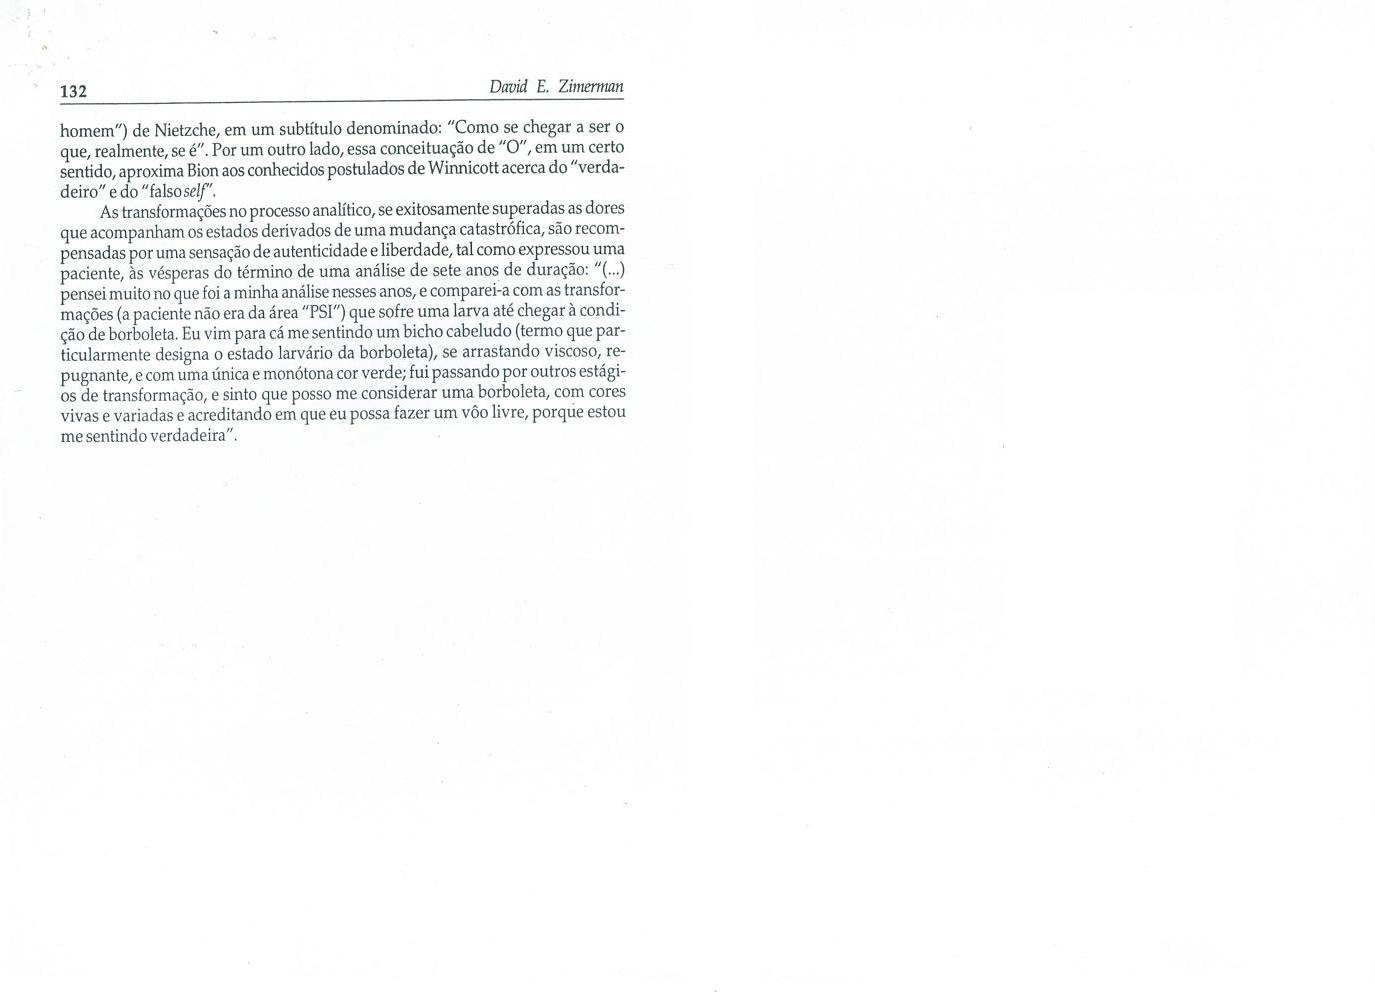 132
David E. Zimerman
homem") de Nietzche, em um subtítulo denominado: "Como se chegar a ser o
que, realmente, se é". Por um outro lado, essa conceituação de "O", em um certo
sentido, aproxima Bion aos conhecidos postulados de Winnicott acerca do "verda-
deiro" e do "falso self".
As transformações no processo analítico, se exitosamente superadas as dores
que acompanham os estados derivados de uma mudança catastrófica, são recom-
pensadas por uma sensação de autenticidade e liberdade, tal como expressou uma
paciente, às vésperas do término de uma análise de sete anos de duração: "(...)
pensei muito no que foi a minha análise nesses anos, e comparei-a com as transfor-
mações (a paciente não era da área "PSI") que sofre uma larva até chegar à condi-
ção de borboleta. Eu vim para cá me sentindo um bicho cabeludo (termo que par-
ticularmente designa o estado larvário da borboleta), se arrastando viscoso, re-
pugnante, e com uma única e monótona cor verde; fui passando por outros estági-
os de transformação, e sinto que posso me considerar uma borboleta, com cores
vivas e variadas e acreditando em que eu possa fazer um vôo livre, porque estou
me sentindo verdadeira".